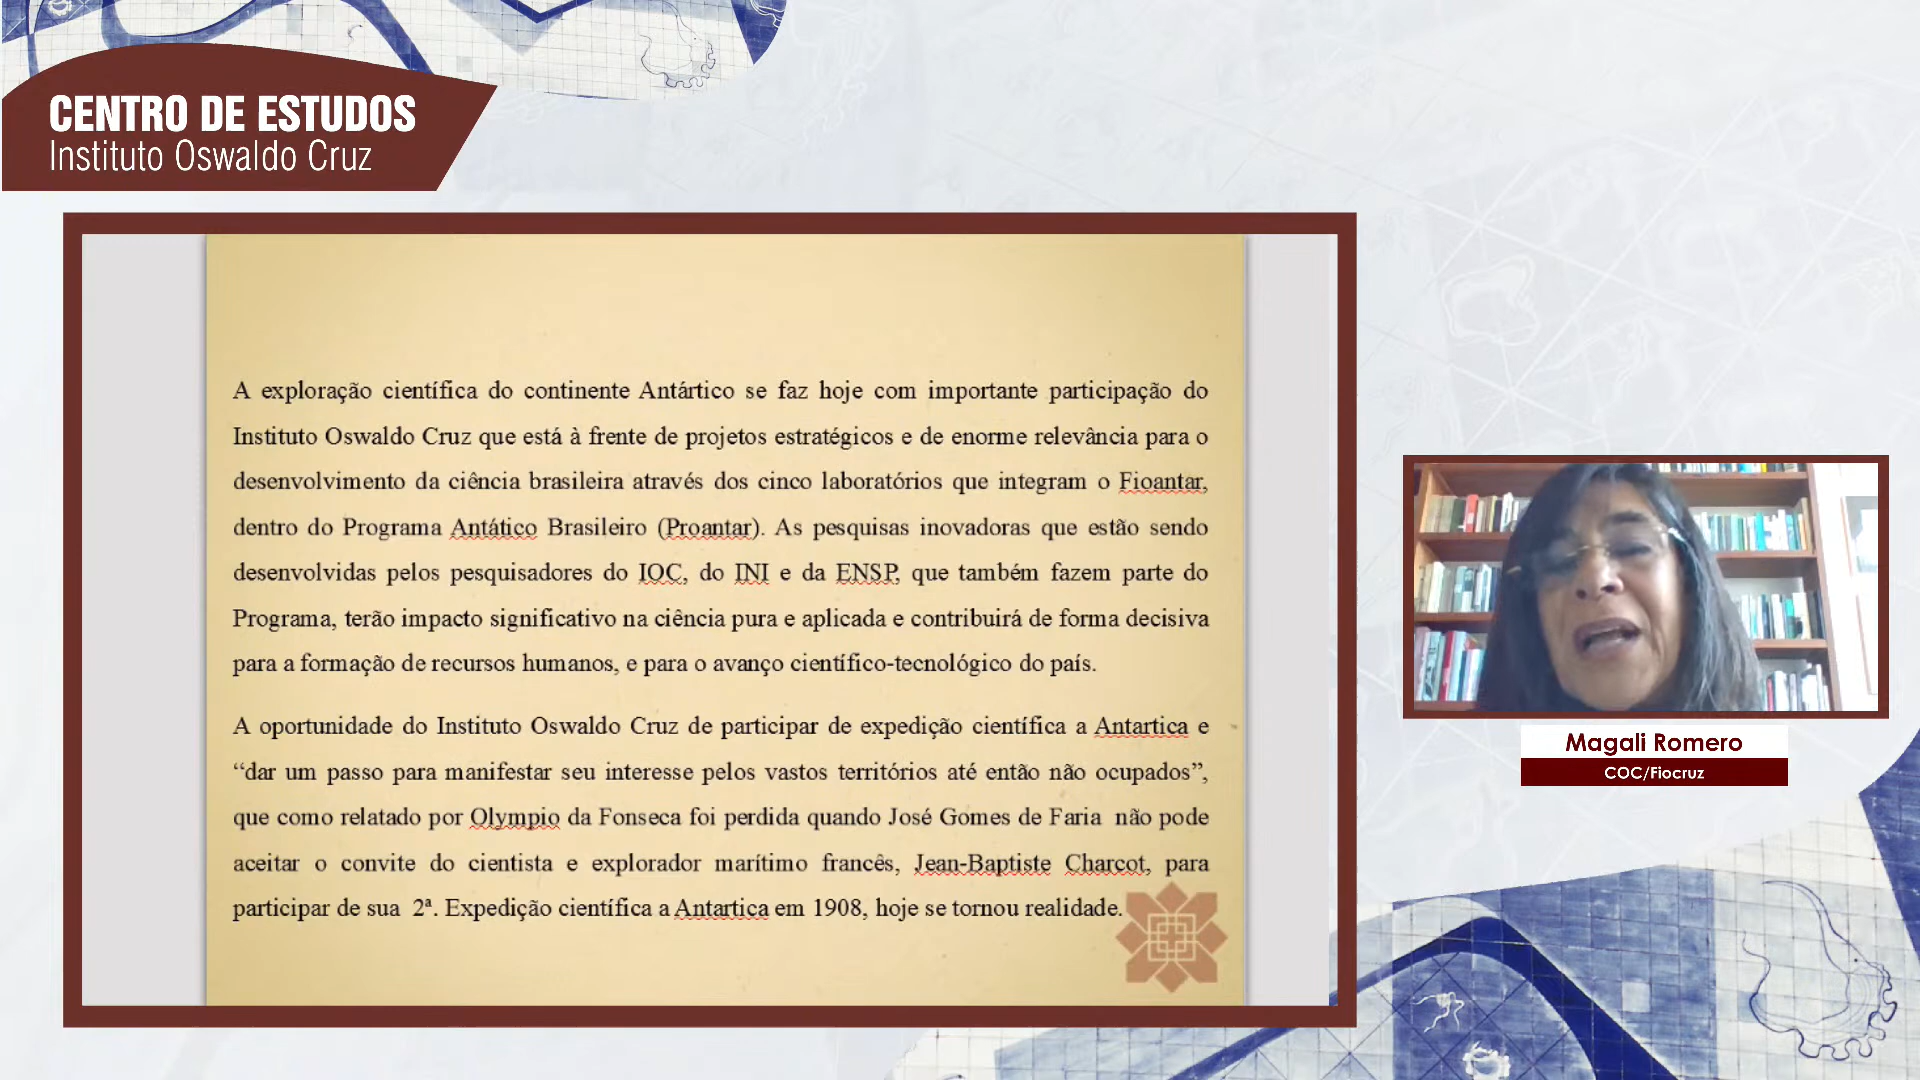 CENTRO DE ESTUDOS
Instituto Oswaldo Cruz
A exploração científica do continente Antártico se faz hoje com importante participação do
Instituto Oswaldo Cruz que está à frente de projetos estratégicos e de enorme relevância para o
desenvolvimento da ciência brasileira através dos cinco laboratórios que integram o Fioantar,
dentro do Programa Antático Brasileiro (Proantar). As pesquisas inovadoras que estão sendo
desenvolvidas pelos pesquisadores do IOC, do INI e da ENSP, que também fazem parte do
Programa, terão impacto significativo na ciência pura e aplicada e contribuirá de forma decisiva
para a formação de recursos humanos, e para o avanço científico-tecnológico do país.
A oportunidade do Instituto Oswaldo Cruz de participar de expedição científica a Antartica e
“dar um passo para manifestar seu interesse pelos vastos territórios até então não ocupados”,
que como relatado por Olympio da Fonseca foi perdida quando José Gomes de Faria não pode
aceitar o convite do cientista e explorador marítimo francês, Jean-Baptiste Charcot, para
participar de sua 2ª. Expedição científica a Antartica em 1908, hoje se tornou realidade.
Magali Romero
COC/Fiocruz